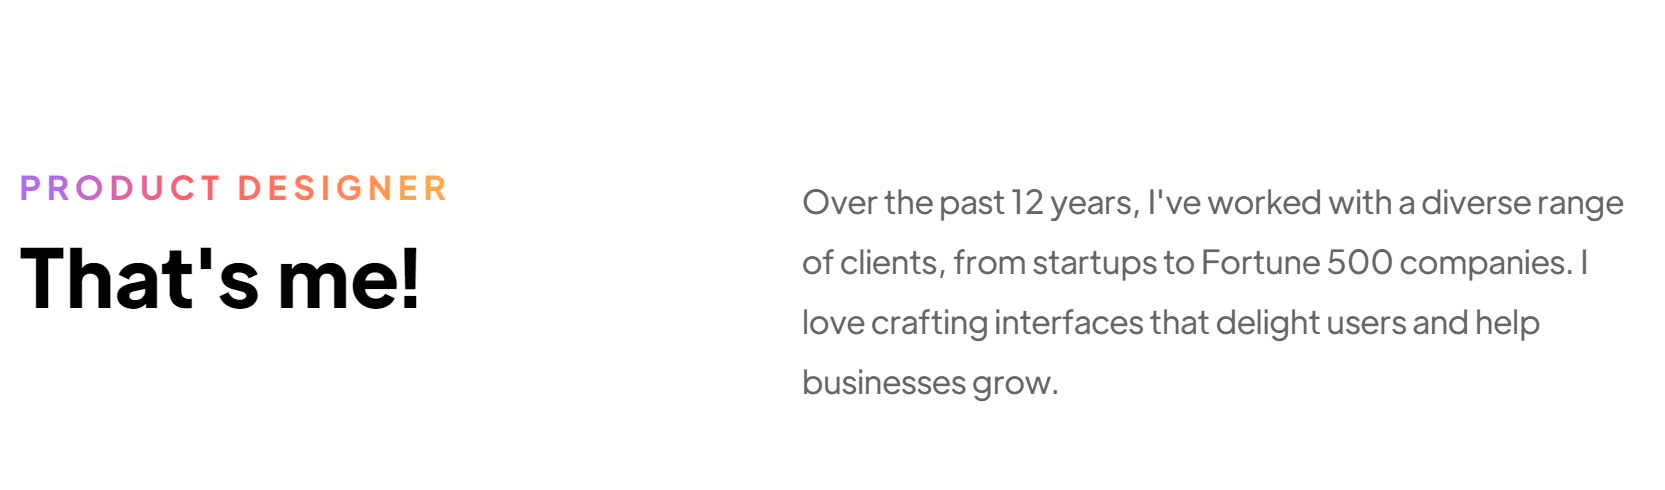 PRODUCT DESIGNER
That's me!
Over the past 12 years, I've worked with a diverse range
of clients, from startups to Fortune 500 companies. I
love crafting interfaces that delight users and help
businesses grow.